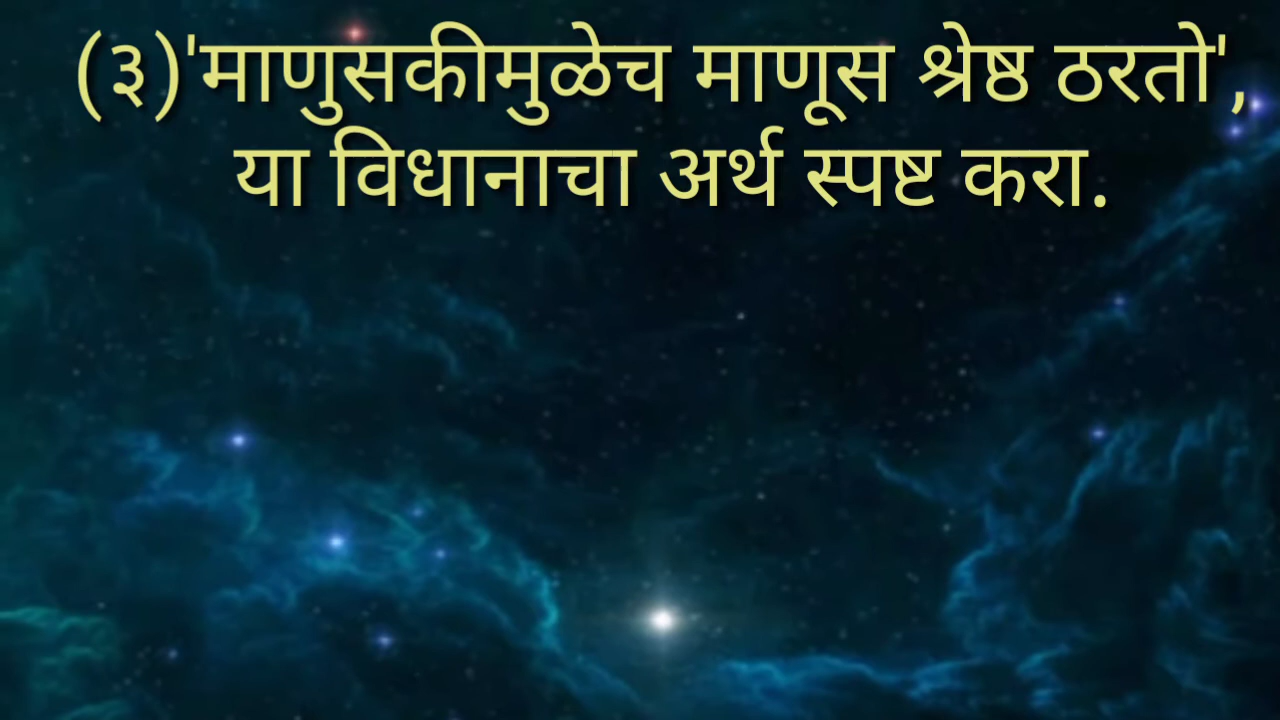 (३)'माणुसकीमुळेच माणूस श्रेष्ठ ठरतो',
या विधानाचा अर्थ स्पष्ट करा.